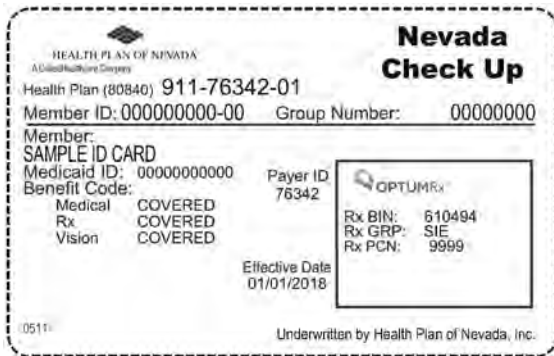 HEALTH PLAN OF NEVADA
A UnitedHealthcare Company
Nevada
Check Up
Health Plan (80840) 911-76342-01
Member ID: 000000000-00 Group Number: 00000000
Member:
SAMPLE ID CARD
Medicaid ID: 00000000000
Benefit Code:
Medical COVERED
Rx COVERED
Vision COVERED
Payer ID
76342
OPTUMRx
Rx BIN: 610494
Rx GRP: SIE
Rx PCN: 9999
Effective Date
01/01/2018
0511
Underwritten by Health Plan of Nevada, Inc.